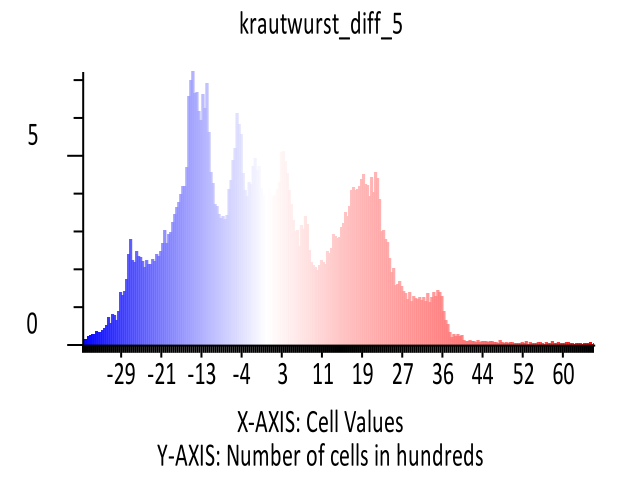 krautwurst_diff_5
5
0
-29 -21 -13 -4 3 11 19 27 36 44 52 60
X-AXIS: Cell Values
Y-AXIS: Number of cells in hundreds